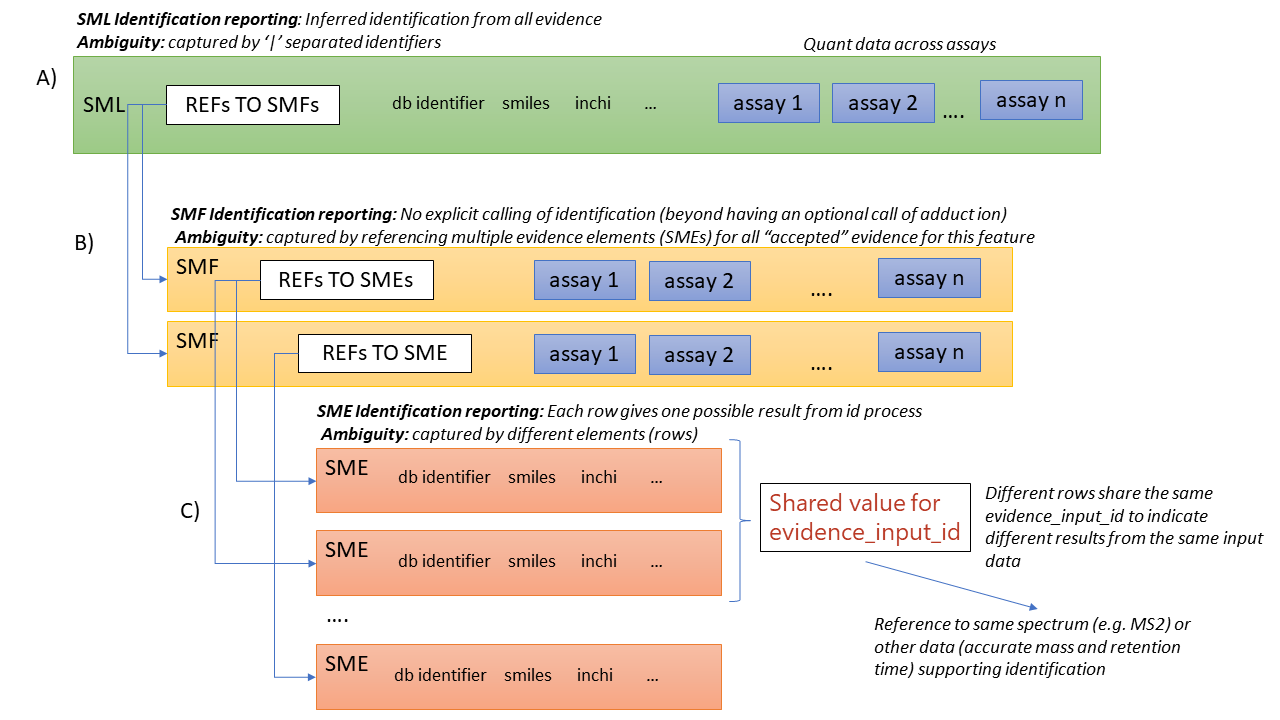 SML Identification reporting: Inferred identification from all evidence
Ambiguity: captured by ‘|’ separated identifiers
Quant data across assays
A)
SML
REFs TO SMFs
db identifier smiles inchi ...
assay 1 assay 2 .... assay n
SMF Identification reporting: No explicit calling of identification (beyond having an optional call of adduct ion)
B)
Ambiguity: captured by referencing multiple evidence elements (SMEs) for all “accepted” evidence for this feature
SMF
REFs TO SMEs
assay 1 assay 2 .... assay n
SMF
REFs TO SME
assay 1 assay 2 .... assay n
SME Identification reporting: Each row gives one possible result from id process
Ambiguity: captured by different elements (rows)
C)
SME
db identifier smiles inchi ...
SME
db identifier smiles inchi ...
....
SME
db identifier smiles inchi ...
Shared value for
evidence_input_id
Different rows share the same
evidence_input_id to indicate
different results from the same input
data
Reference to same spectrum (e.g. MS2) or
other data (accurate mass and retention
time) supporting identification